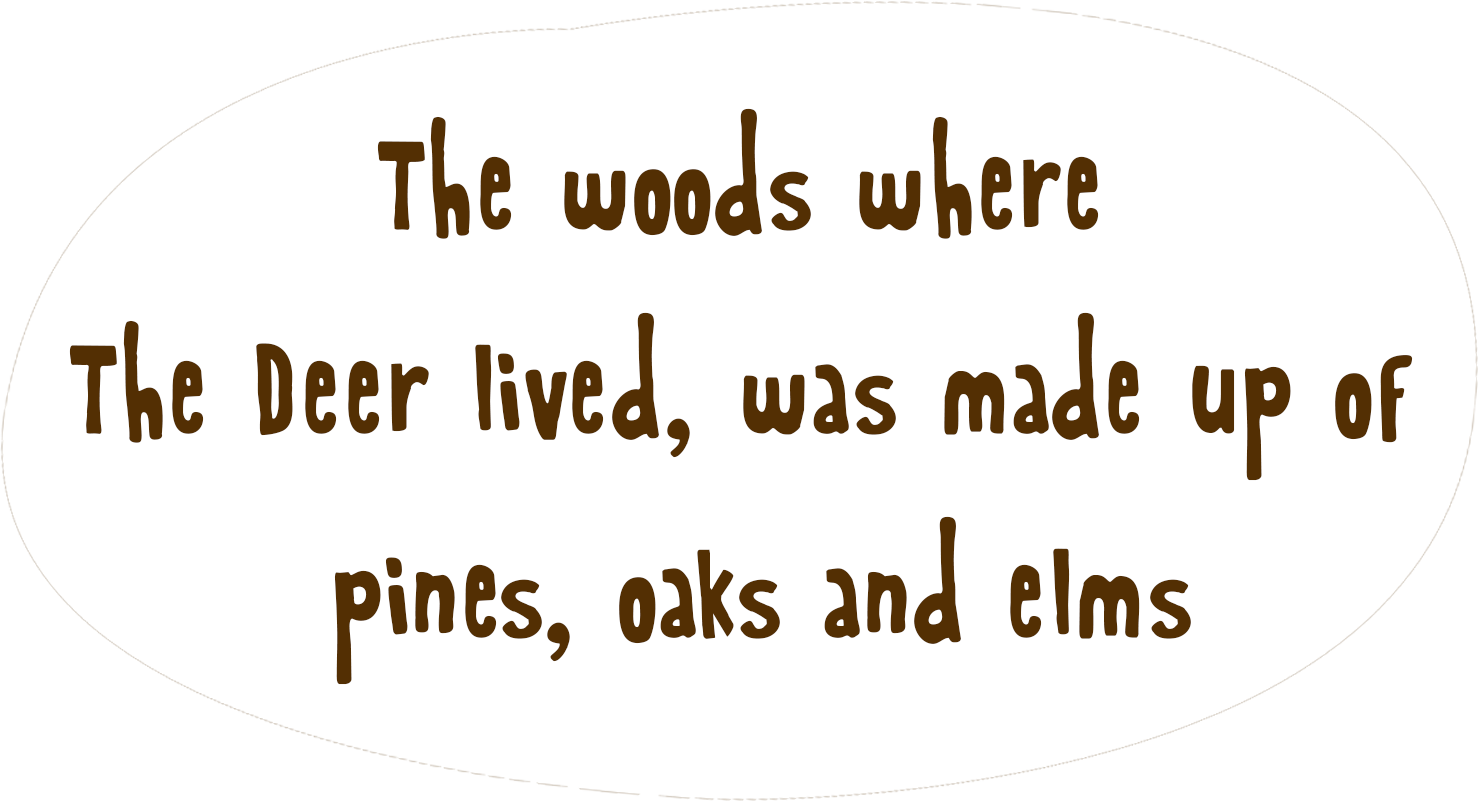 The woods where
The Deer lived, was made up of
pines, oaks and elms